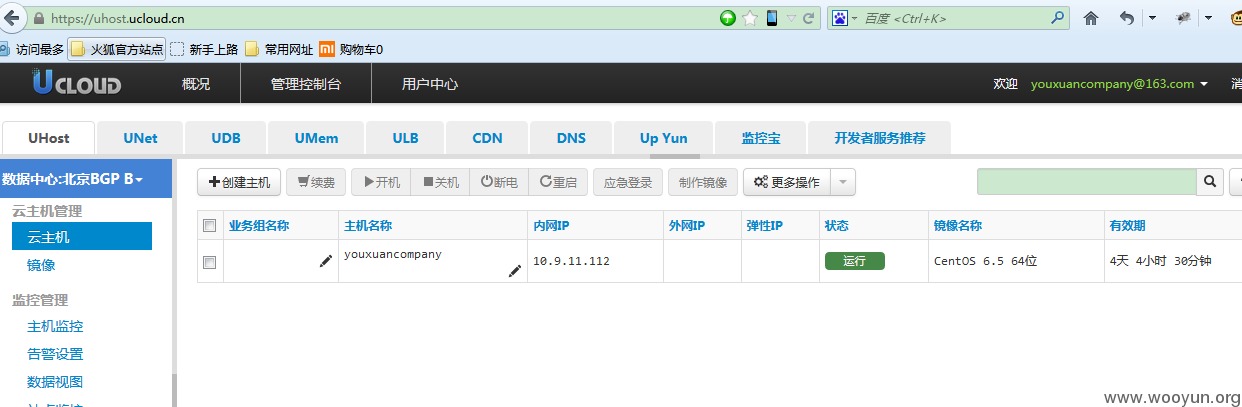 https://uhost.ucloud.cn
百度 <Ctrl+K>
访问最多 火狐官方站点 新手上路 常用网址 购物车0
UCLOUD 概况 管理控制台 用户中心 欢迎 youxuancompany@163.com
UHost UNet UDB UMem ULB CDN DNS Up Yun 监控宝 开发者服务推荐
数据中心:北京BGP B
创建主机 续费 开机 关机 断电 重启 应急登录 制作镜像 更多操作
云主机管理
云主机
镜像
监控管理
主机监控
告警设置
数据视图
业务组名称 主机名称 内网IP 外网IP 弹性IP 状态 镜像名称 有效期
youxuancompany 10.9.11.112 运行 CentOS 6.5 64位 4天 4小时 30分钟
www.wooyun.org